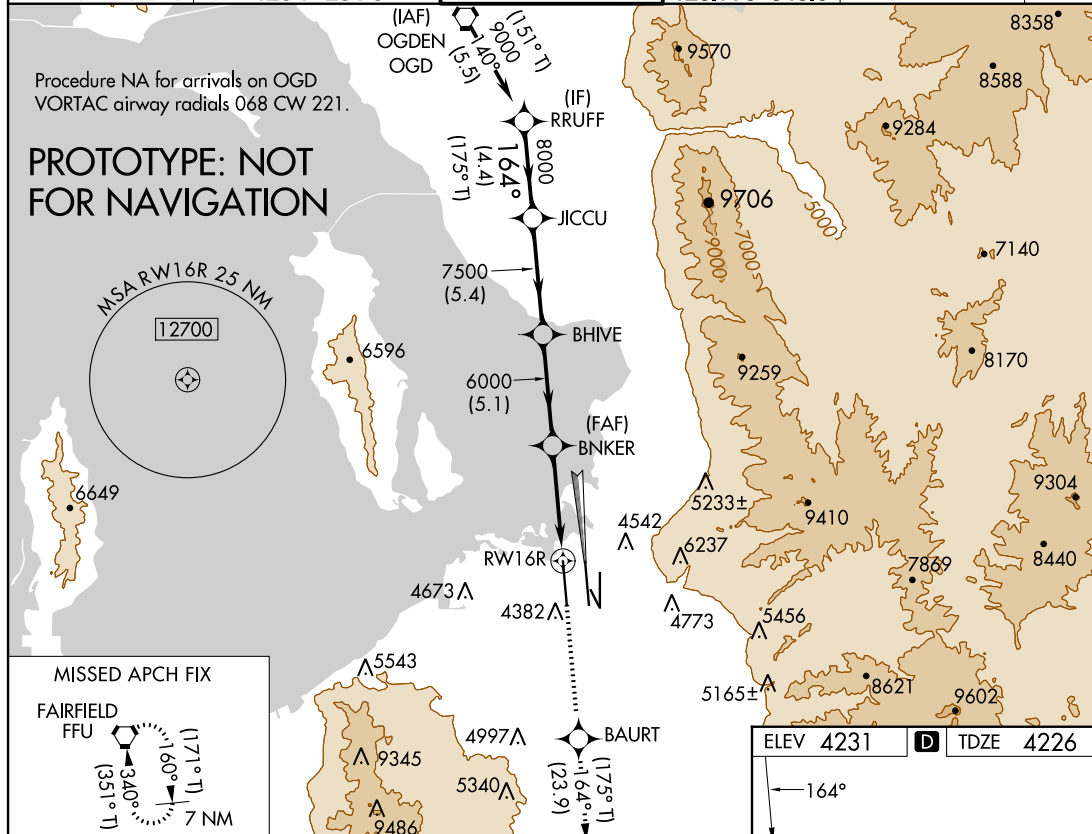 (IAF)
OGDEN
OGD
9000
140°
(5.5)
(151° T)
Procedure NA for arrivals on OGD
VORTAC airway radials 068 CW 221.
PROTOTYPE: NOT
FOR NAVIGATION
(IF)
RRUFF
8000
164°
(4.4)
(175° T)
JICCU
7500
(5.4)
BHIVE
6000
(5.1)
(FAF)
BNKER
RW16R
MSA RW16R 25 NM
12700
6596
6649
9570
8358
8588
9284
9706
5000
7000
9000
7140
9259
8170
5233±
9410
9304
4542
6237
8440
7869
4673
4382
4773
5456
5543
5165±
8621
9602
4997
BAURT
9345
5340
9486
(175° T)
164°
(23.9)
MISSED APCH FIX
FAIRFIELD
FFU
(171° T)
160°
340°
(351° T)
7 NM
ELEV 4231
D
TDZE 4226
164°